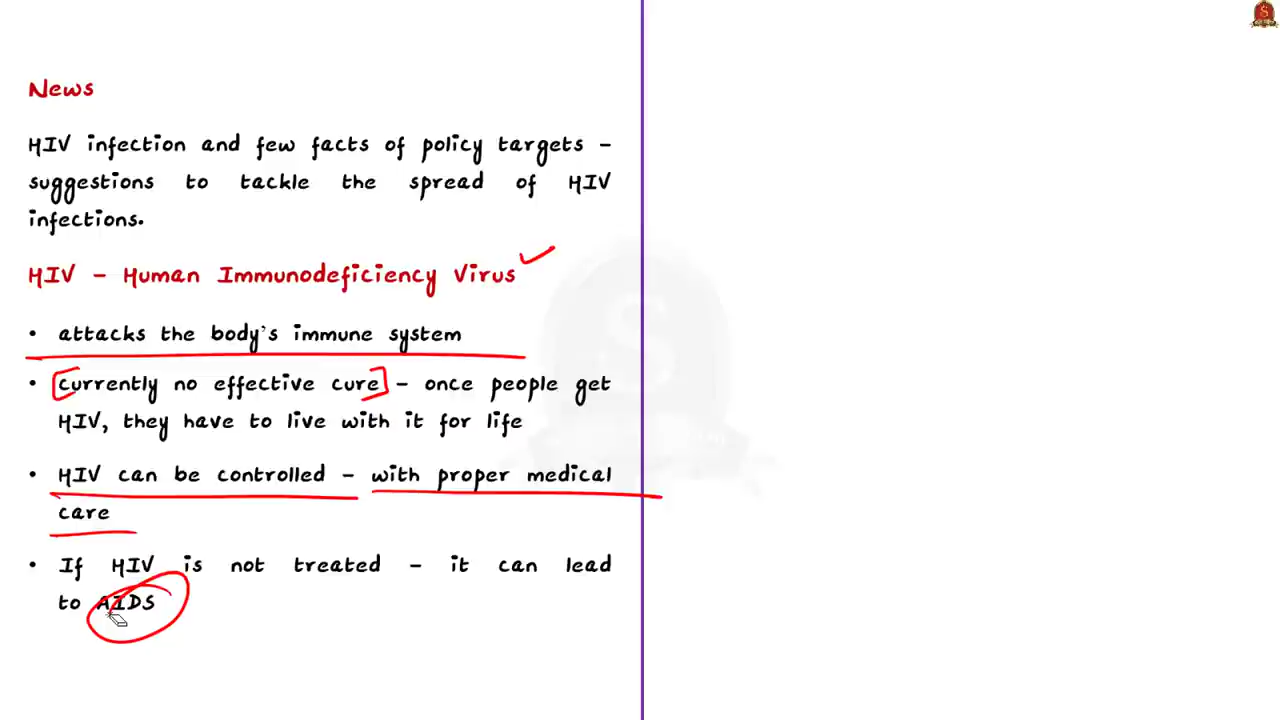 News
HIV infection and few facts of policy targets –
suggestions to tackle the spread of HIV
infections.
HIV – Human Immunodeficiency Virus
• attacks the body's immune system
• currently no effective cure – once people get
HIV, they have to live with it for life
• HIV can be controlled – with proper medical
care
• If HIV is not treated – it can lead
to AIDS